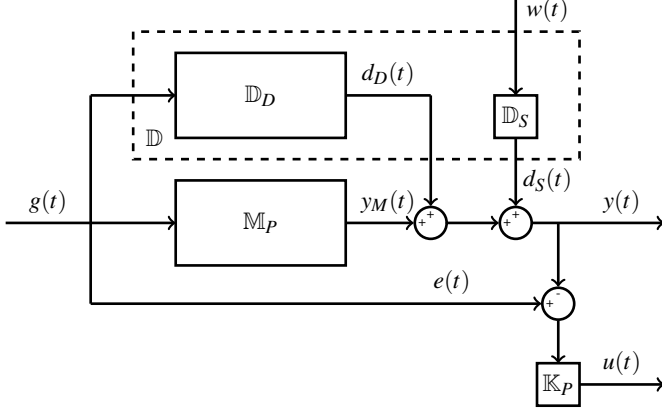 w(t)
𝔻_D
d_D(t)
𝔻_S
𝔻
d_S(t)
g(t)
𝕄_P
y_M(t)
+
+
+
+
y(t)
e(t)
-
+
𝕂_P
u(t)